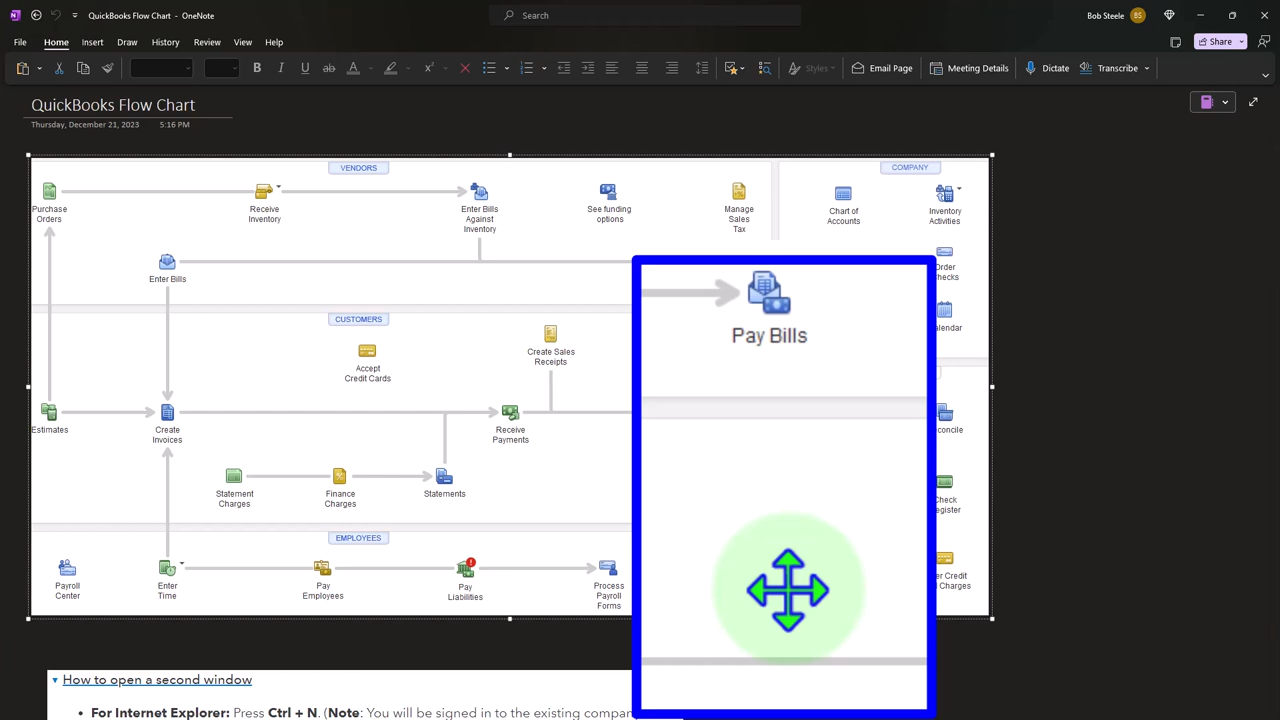 QuickBooks Flow Chart - OneNote
Search
Bob Steele
BS
File
Home
Insert
Draw
History
Review
View
Help
Share
Styles
Email Page
Meeting Details
Dictate
Transcribe
QuickBooks Flow Chart
Thursday, December 21, 2023
5:16 PM
VENDORS
COMPANY
Purchase
Orders
Receive
Inventory
Enter Bills
Against
Inventory
See funding
options
Manage
Sales
Tax
Chart of
Accounts
Inventory
Activities
Enter Bills
Pay Bills
CUSTOMERS
Accept
Credit Cards
Create Sales
Receipts
Estimates
Create
Invoices
Receive
Payments
Statement
Charges
Finance
Charges
Statements
Check
EMPLOYEES
Payroll
Center
Enter
Time
Pay
Employees
Pay
Liabilities
Process
Payroll
Forms
Charges
How to open a second window
• For Internet Explorer: Press Ctrl + N. (Note: You will be signed in to the existing